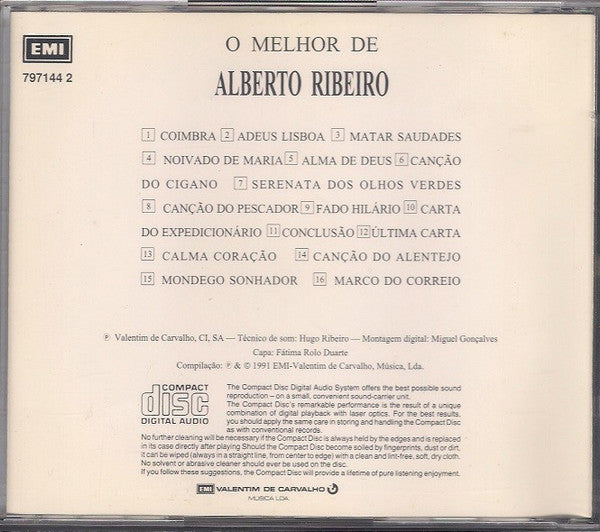 EMI
797144 2
O MELHOR DE
ALBERTO RIBEIRO
1 COIMBRA 2 ADEUS LISBOA 3 MATAR SAUDADES
4 NOIVADO DE MARIA 5 ALMA DE DEUS 6 CANÇÃO
DO CIGANO 7 SERENATA DOS OLHOS VERDES
8 CANÇÃO DO PESCADOR 9 FADO HILÁRIO 10 CARTA
DO EXPEDICIONÁRIO 11 CONCLUSÃO 12 ÚLTIMA CARTA
13 CALMA CORAÇÃO 14 CANÇÃO DO ALENTEJO
15 MONDEGO SONHADOR 16 MARCO DO CORREIO
℗ Valentim de Carvalho, CI, SA — Técnico de som: Hugo Ribeiro — Montagem digital: Miguel Gonçalves
Capa: Fátima Rolo Duarte
Compilação: ℗ & © 1991 EMI-Valentim de Carvalho, Música, Lda.
COMPACT
disc
DIGITAL AUDIO
The Compact Disc Digital Audio System offers the best possible sound
reproduction – on a small, convenient sound-carrier unit.
The Compact Disc's remarkable performance is the result of a unique
combination of digital playback with laser optics. For the best results,
you should apply the same care in storing and handling the Compact Disc
as with conventional records.
No further cleaning will be necessary if the Compact Disc is always held by the edges and is replaced
in its case directly after playing Should the Compact Disc become soiled by fingerprints, dust or dirt,
it can be wiped (always in a straight line, from center to edge) with a clean and lint-free, soft, dry cloth.
No solvent or abrasive cleaner should ever be used on the disc.
If you follow these suggestions, the Compact Disc will provide a lifetime of pure listening enjoyment.
EMI VALENTIM DE CARVALHO
MUSICA LDA.